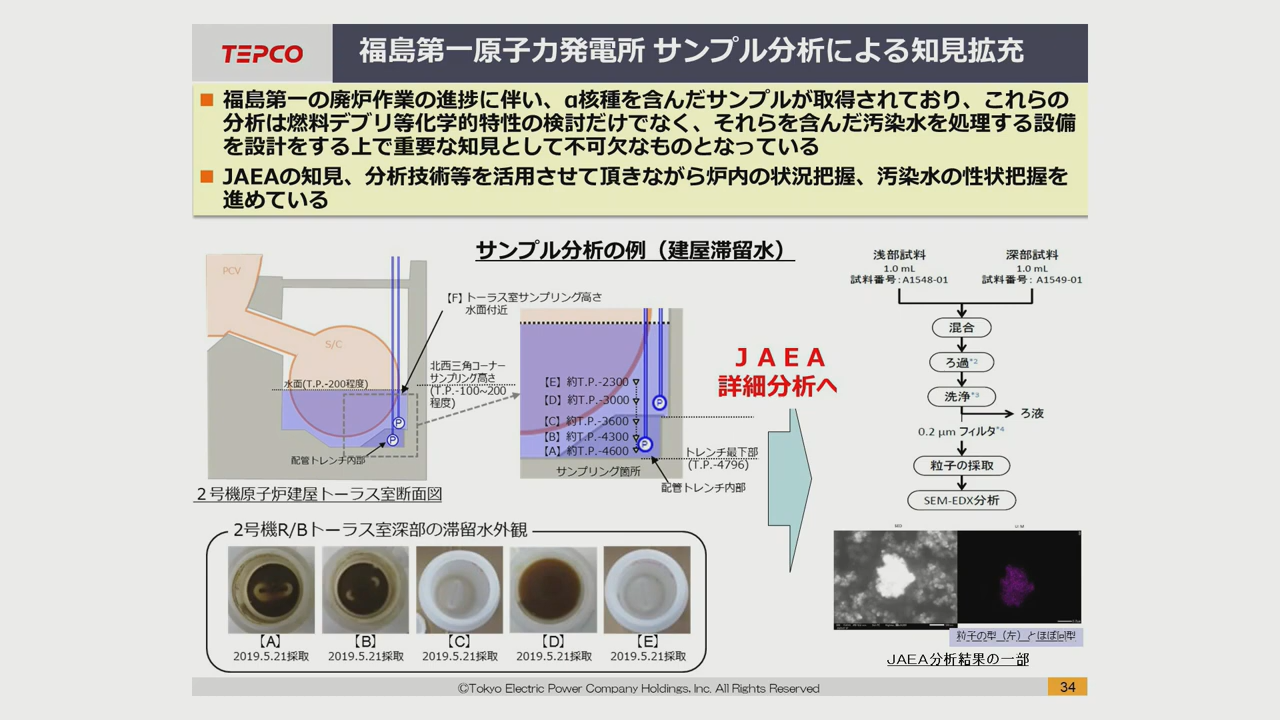 TEPCO
福島第一原子力発電所 サンプル分析による知見拡充
福島第一の廃炉作業の進捗に伴い、α核種を含んだサンプルが取得されており、これらの
分析は燃料デブリ等化学的特性の検討だけでなく、それらを含んだ汚染水を処理する設備
を設計をする上で重要な知見として不可欠なものとなっている
JAEAの知見、分析技術等を活用させて頂きながら炉内の状況把握、汚染水の性状把握を
進めている
サンプル分析の例（建屋滞留水）
PCV
S/C
水面(T.P.-200程度)
【F】トーラス室サンプリング高さ
水面付近
北西三角コーナー
サンプリング高さ
(T.P.-100~200
程度)
P
P
配管トレンチ内部
２号機原子炉建屋トーラス室断面図
【E】約T.P.-2300
【D】約T.P.-3000
【C】約T.P.-3600
【B】約T.P.-4300
【A】約T.P.-4600
P
P
サンプリング箇所
トレンチ最下部
(T.P.-4796)
配管トレンチ内部
ＪＡＥＡ
詳細分析へ
浅部試料
1.0 mL
試料番号：A1548-01
深部試料
1.0 mL
試料番号：A1549-01
混合
ろ過*2
洗浄*3
ろ液
0.2 μm フィルタ*4
粒子の採取
SEM-EDX分析
粒子の型（左）とほぼ同型
JAEA分析結果の一部
2号機R/Bトーラス室深部の滞留水外観
【A】
2019.5.21採取
【B】
2019.5.21採取
【C】
2019.5.21採取
【D】
2019.5.21採取
【E】
2019.5.21採取
©Tokyo Electric Power Company Holdings, Inc. All Rights Reserved
34